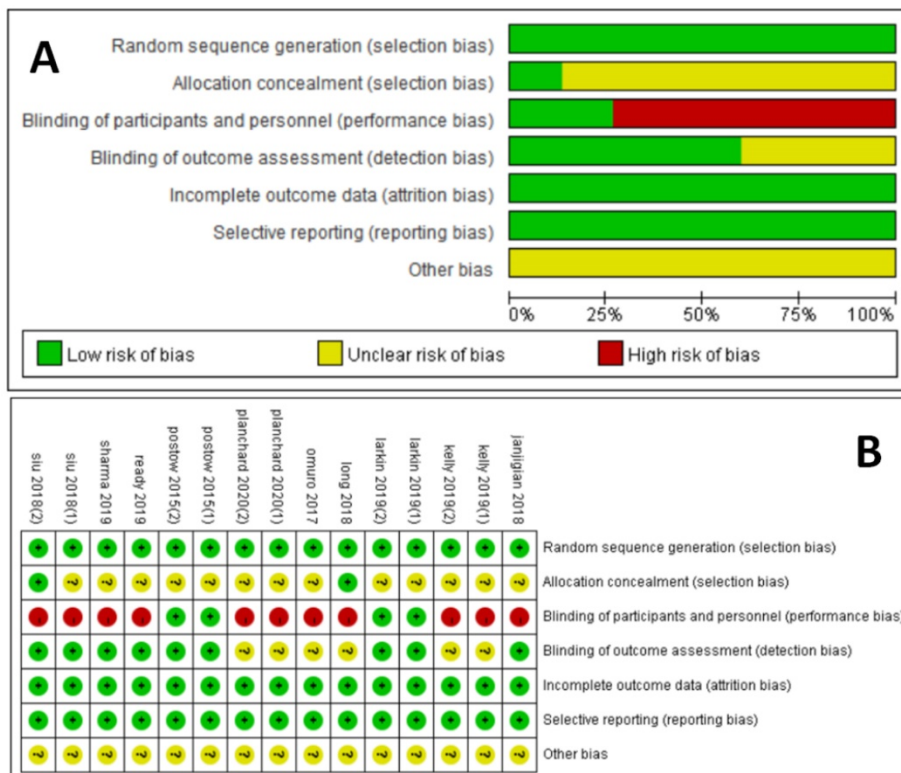 A
Random sequence generation (selection bias)
Allocation concealment (selection bias)
Blinding of participants and personnel (performance bias)
Blinding of outcome assessment (detection bias)
Incomplete outcome data (attrition bias)
Selective reporting (reporting bias)
Other bias
0% 25% 50% 75% 100%
Low risk of bias Unclear risk of bias High risk of bias
B
siu 2018(2)
siu 2018(1)
sharma 2019
ready 2019
postow 2015(2)
postow 2015(1)
planchard 2020(2)
planchard 2020(1)
omuro 2017
long 2018
larkin 2019(2)
larkin 2019(1)
kelly 2019(2)
kelly 2019(1)
janjigian 2018
+ + + + + + + + + + + + + + + Random sequence generation (selection bias)
+ ? ? ? ? ? ? ? ? + ? ? ? ? ? Allocation concealment (selection bias)
- - - - + + - - - - + + - - - Blinding of participants and personnel (performance bias)
+ + + + + + ? ? ? ? + + ? ? + Blinding of outcome assessment (detection bias)
+ + + + + + + + + + + + + + + Incomplete outcome data (attrition bias)
+ + + + + + + + + + + + + + + Selective reporting (reporting bias)
? ? ? ? ? ? ? ? ? ? ? ? ? ? ? Other bias